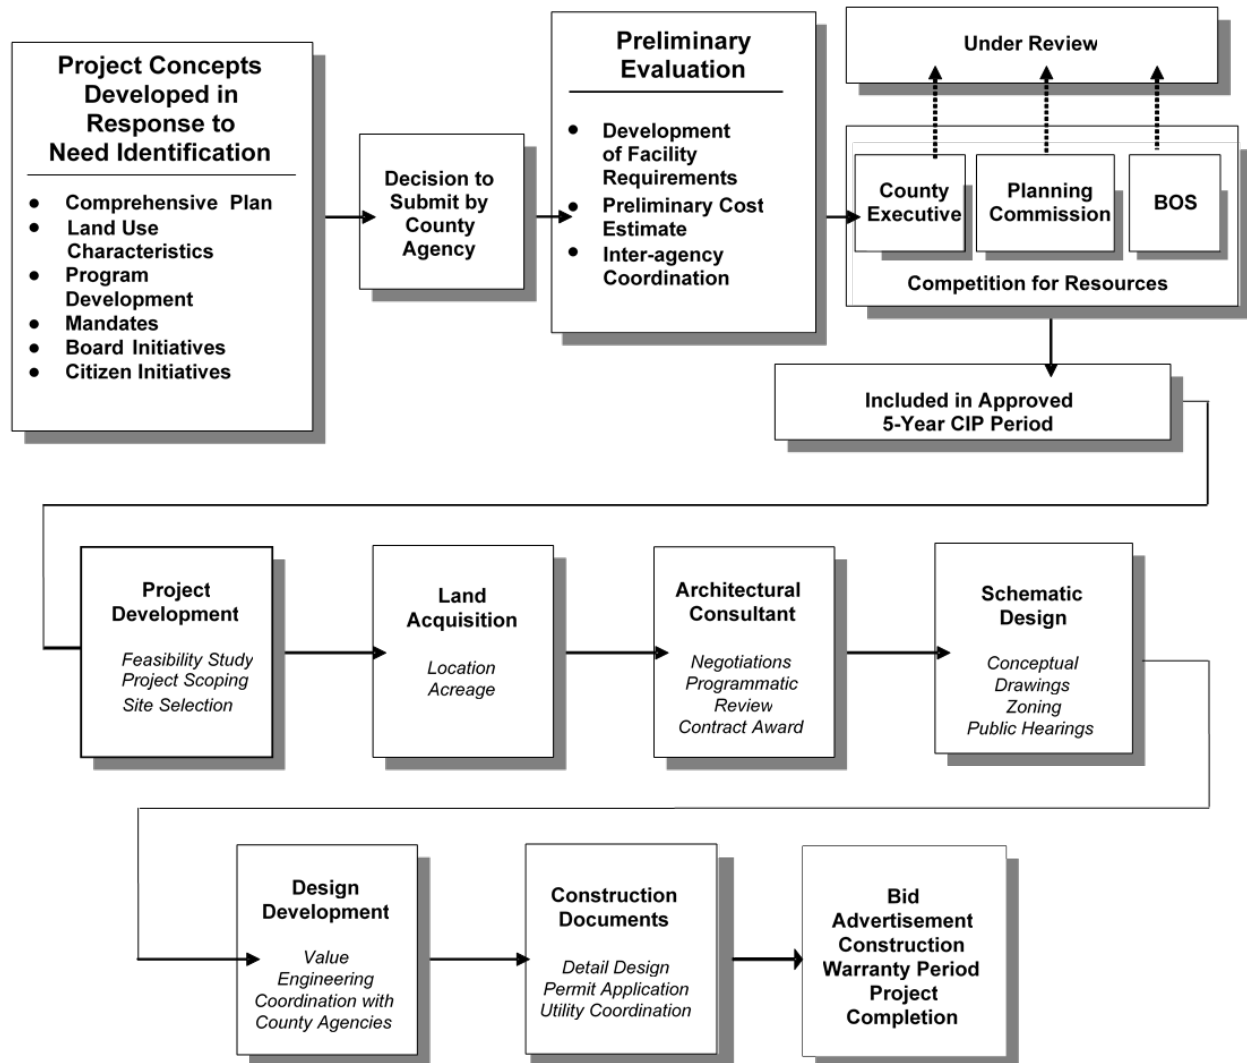 Project Concepts
Developed in
Response to
Need Identification
● Comprehensive Plan
● Land Use
Characteristics
● Program
Development
● Mandates
● Board Initiatives
● Citizen Initiatives
Decision to
Submit by
County
Agency
Preliminary
Evaluation
● Development
of Facility
Requirements
● Preliminary Cost
Estimate
● Inter-agency
Coordination
Under Review
County
Executive
Planning
Commission
BOS
Competition for Resources
Included in Approved
5-Year CIP Period
Project
Development
Feasibility Study
Project Scoping
Site Selection
Land
Acquisition
Location
Acreage
Architectural
Consultant
Negotiations
Programmatic
Review
Contract Award
Schematic
Design
Conceptual
Drawings
Zoning
Public Hearings
Design
Development
Value
Engineering
Coordination with
County Agencies
Construction
Documents
Detail Design
Permit Application
Utility Coordination
Bid
Advertisement
Construction
Warranty Period
Project
Completion